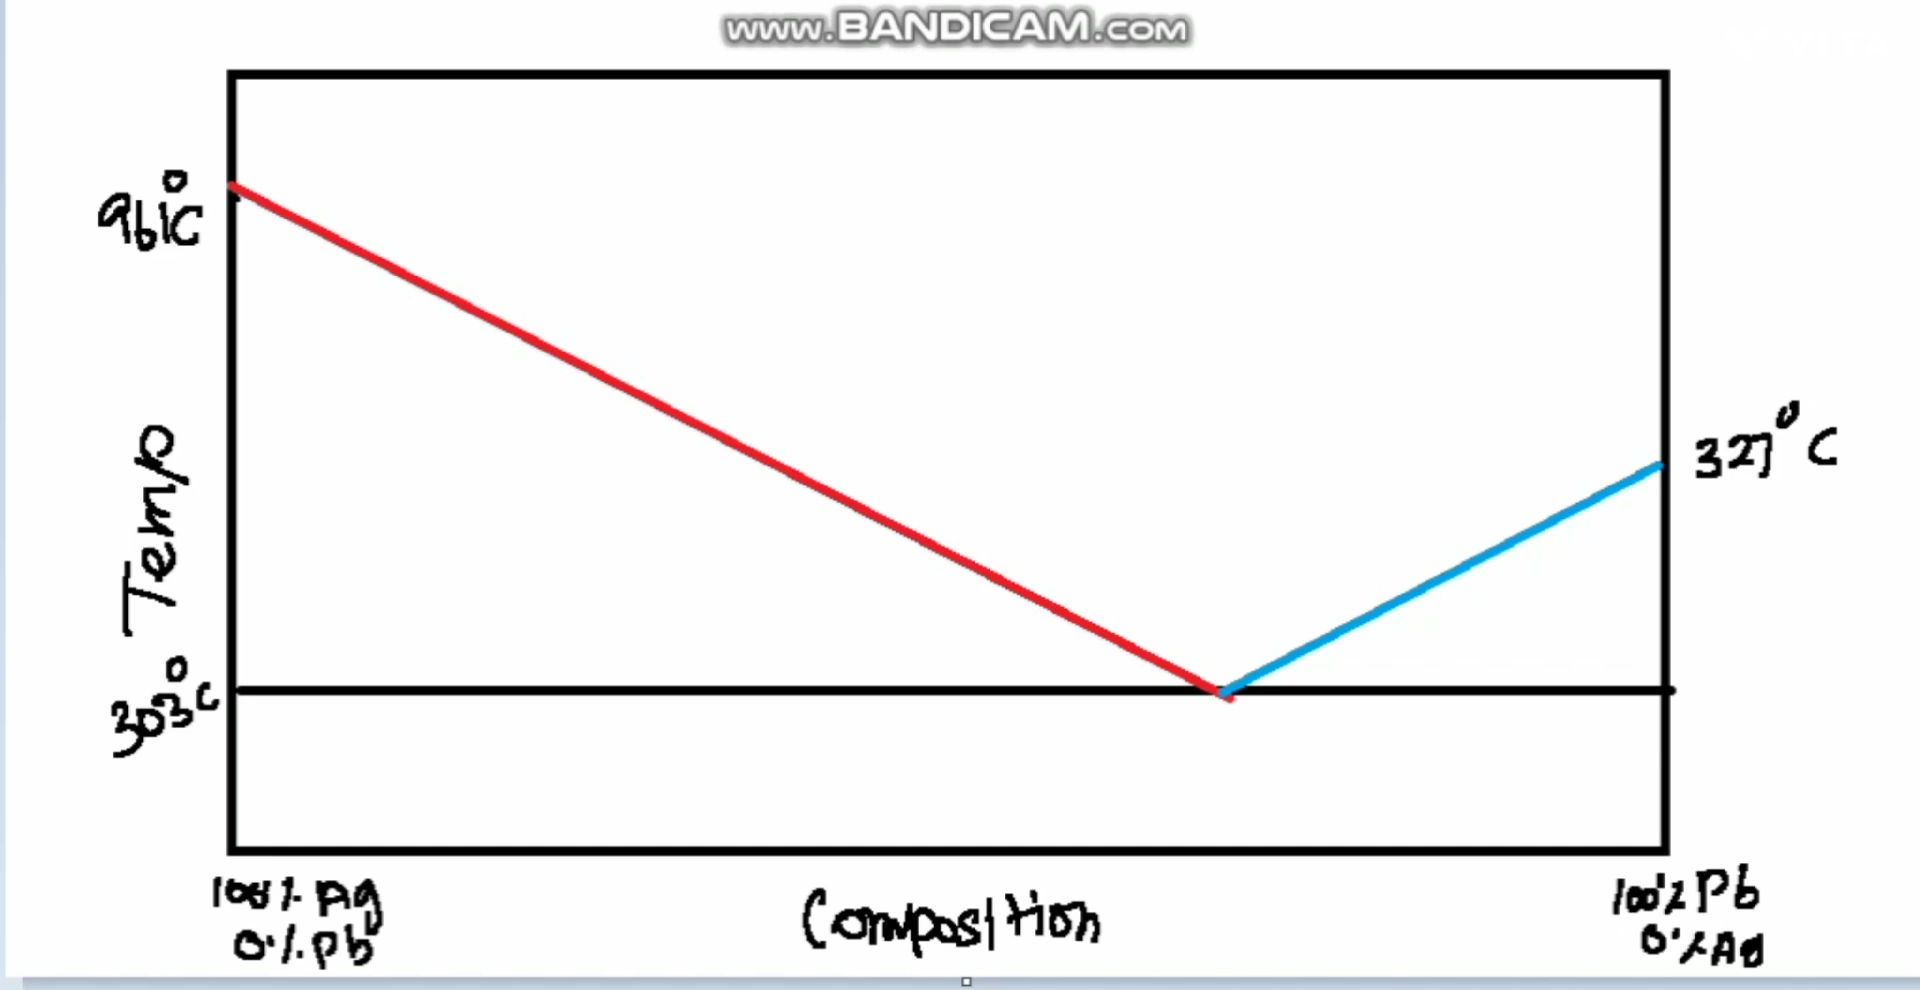 www.BANDICAM.com
961°C
327°C
Temp
303°C
100% Ag
0% Pb
Composition
100% Pb
0% Ag